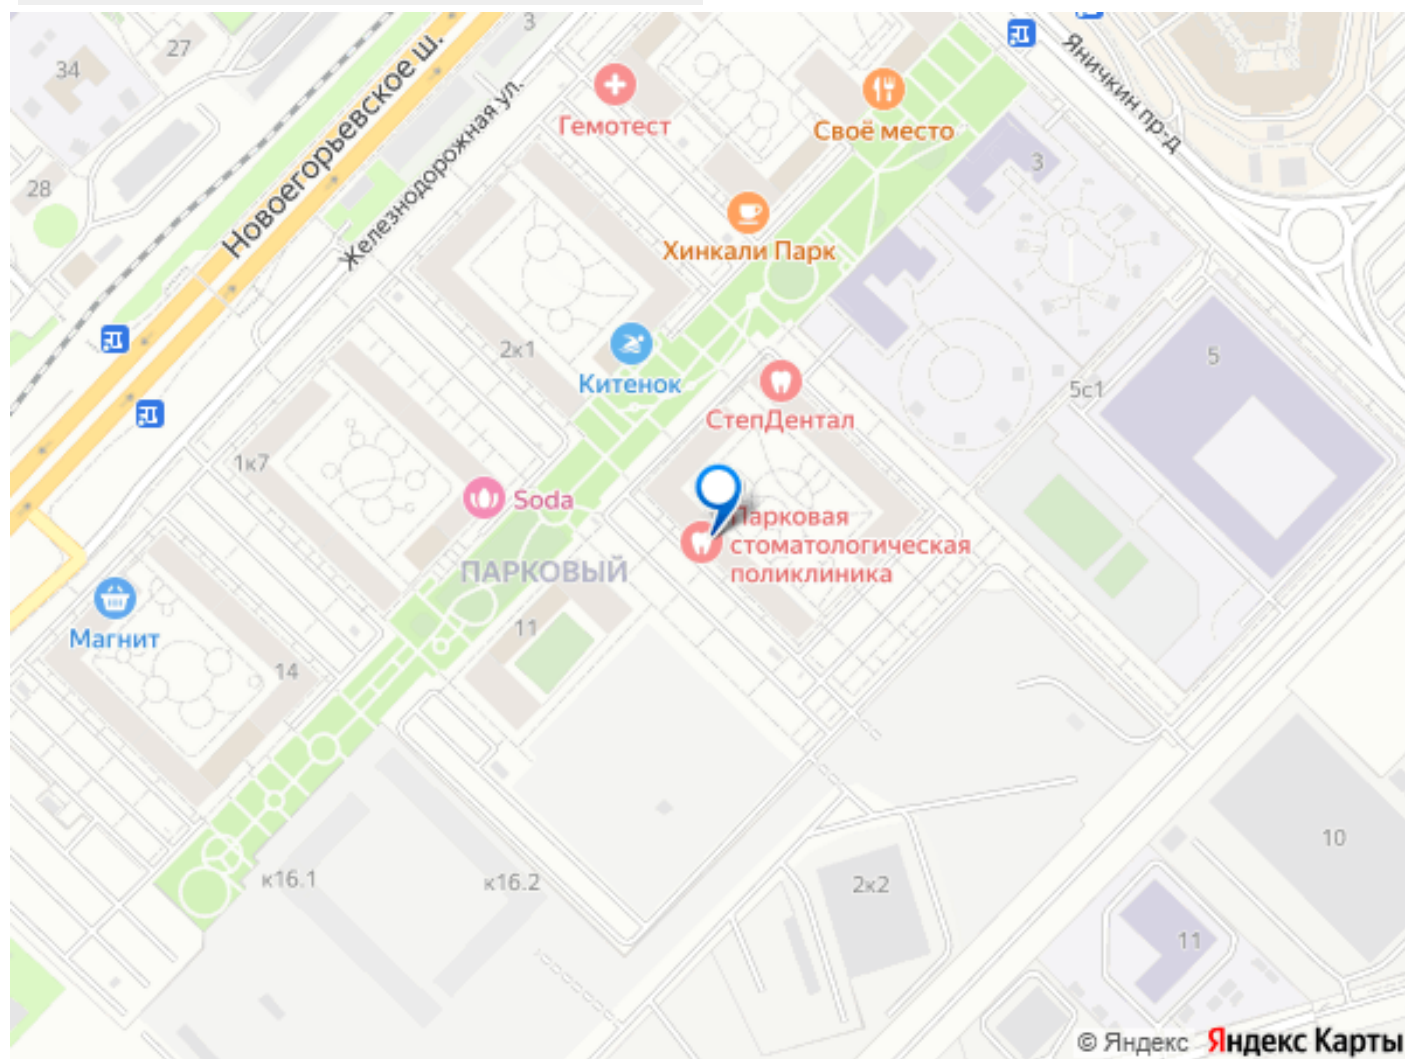 3
27
34
Новоегорьевское ш.
Железнодорожная ул.
Яничкин пр-д
Гемотест
Своё место
3
28
Хинкали Парк
2к1
Китенок
5
5с1
СтепДентал
1к7
Soda
Парковая
стоматологическая
поликлиника
ПАРКОВЫЙ
Магнит
11
14
10
к16.1
к16.2
2к2
11
© Яндекс Яндекс Карты